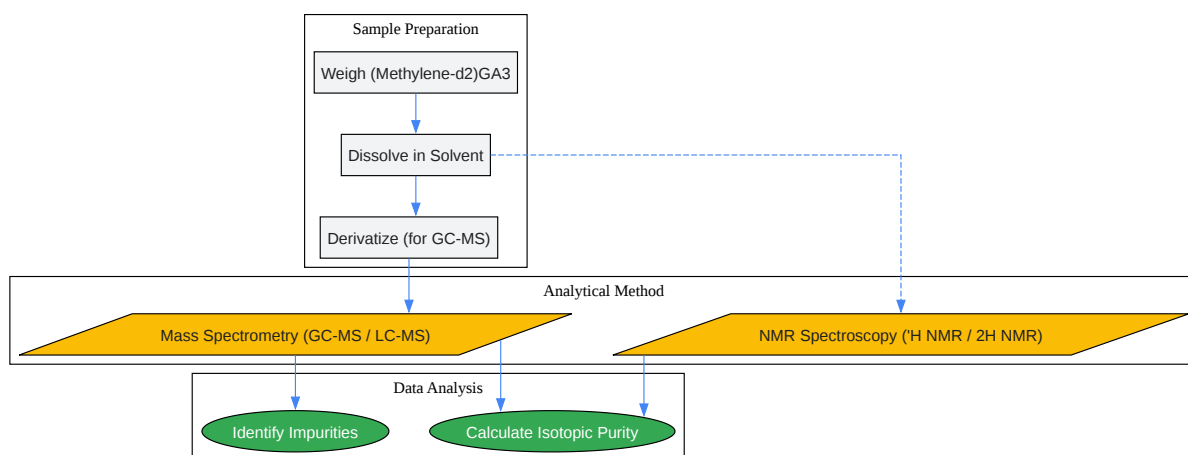 Sample Preparation
Weigh (Methylene-d2)GA3
Dissolve in Solvent
Derivatize (for GC-MS)
Analytical Method
Mass Spectrometry (GC-MS / LC-MS)
NMR Spectroscopy ('H NMR / 2H NMR)
Data Analysis
Identify Impurities
Calculate Isotopic Purity